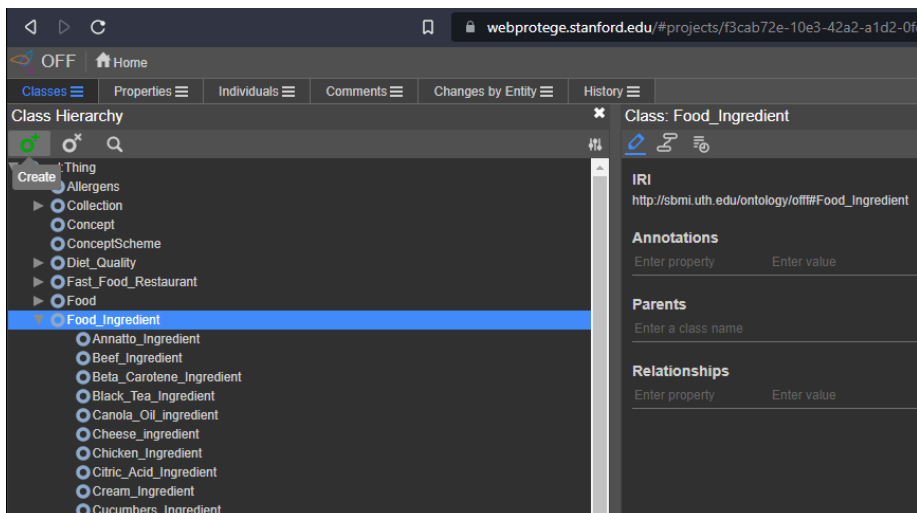 webprotege.stanford.edu/#projects/f3cab72e-10e3-42a2-a1d2-0f
OFF Home
Classes Properties Individuals Comments Changes by Entity History
Class Hierarchy
Class: Food_Ingredient
Create
:Thing
Allergens
Collection
Concept
ConceptScheme
Diet_Quality
Fast_Food_Restaurant
Food
Food_Ingredient
Annatto_Ingredient
Beef_Ingredient
Beta_Carotene_Ingredient
Black_Tea_Ingredient
Canola_Oil_ingredient
Cheese_ingredient
Chicken_Ingredient
Citric_Acid_Ingredient
Cream_Ingredient
Cucumbers_Ingredient
IRI
http://sbmi.uth.edu/ontology/offf#Food_Ingredient
Annotations
Enter property Enter value
Parents
Enter a class name
Relationships
Enter property Enter value